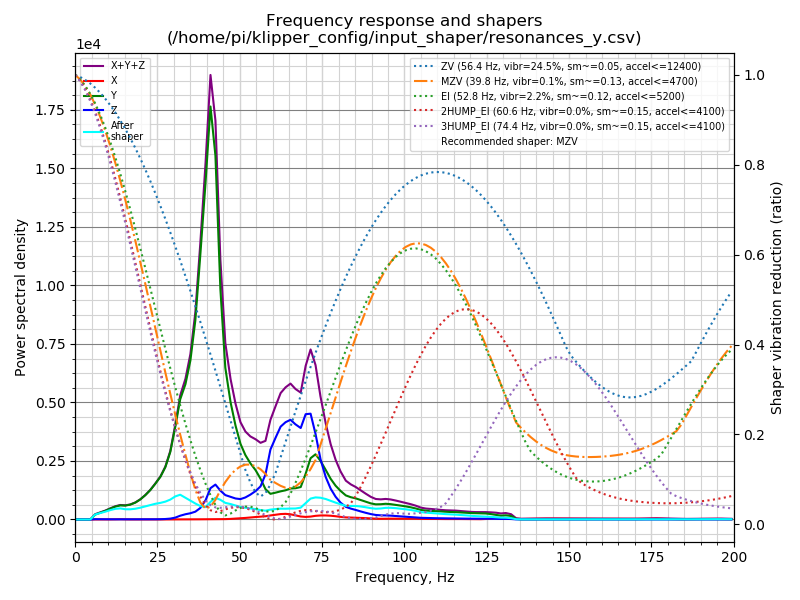 Frequency response and shapers
(/home/pi/klipper_config/input_shaper/resonances_y.csv)
1e4
X+Y+Z
X
Y
Z
After
shaper
ZV (56.4 Hz, vibr=24.5%, sm~=0.05, accel<=12400)
MZV (39.8 Hz, vibr=0.1%, sm~=0.13, accel<=4700)
EI (52.8 Hz, vibr=2.2%, sm~=0.12, accel<=5200)
2HUMP_EI (60.6 Hz, vibr=0.0%, sm~=0.15, accel<=4100)
3HUMP_EI (74.4 Hz, vibr=0.0%, sm~=0.15, accel<=4100)
Recommended shaper: MZV
Power spectral density
1.75
1.50
1.25
1.00
0.75
0.50
0.25
0.00
1.0
0.8
0.6
0.4
0.2
0.0
Shaper vibration reduction (ratio)
0
25
50
75
100
125
150
175
200
Frequency, Hz